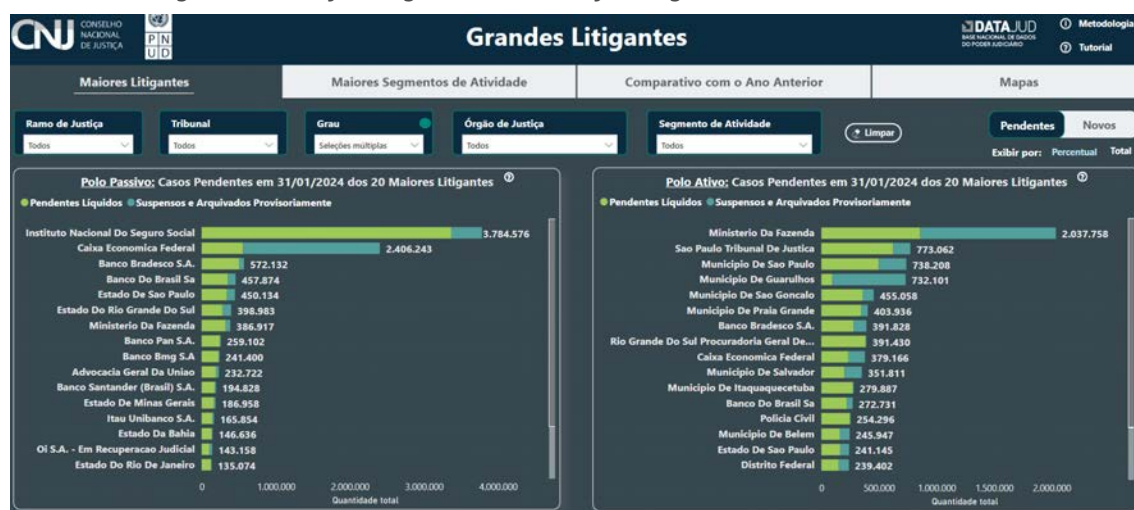 CNJ CONSELHO NACIONAL DE JUSTIÇA
PN
UD
Grandes Litigantes
DATAJUD
BASE NACIONAL DE DADOS DO PODER JUDICIÁRIO
Metodologia
Tutorial
Maiores Litigantes
Maiores Segmentos de Atividade
Comparativo com o Ano Anterior
Mapas
Ramo de Justiça
Todos
Tribunal
Todos
Grau
Seleções múltiplas
Órgão de Justiça
Todos
Segmento de Atividade
Todos
Limpar
Pendentes
Novos
Exibir por: Percentual Total
Polo Passivo: Casos Pendentes em 31/01/2024 dos 20 Maiores Litigantes
Pendentes Líquidos Suspensos e Arquivados Provisoriamente
Instituto Nacional Do Seguro Social 3.784.576
Caixa Economica Federal 2.406.243
Banco Bradesco S.A. 572.132
Banco Do Brasil Sa 457.874
Estado De Sao Paulo 450.134
Estado Do Rio Grande Do Sul 398.983
Ministerio Da Fazenda 386.917
Banco Pan S.A. 259.102
Banco Bmg S.A 241.400
Advocacia Geral Da Uniao 232.722
Banco Santander (Brasil) S.A. 194.828
Estado De Minas Gerais 186.958
Itau Unibanco S.A. 165.854
Estado Da Bahia 146.636
Oi S.A. - Em Recuperacao Judicial 143.158
Estado Do Rio De Janeiro 135.074
0 1.000.000 2.000.000 3.000.000 4.000.000
Quantidade total
Polo Ativo: Casos Pendentes em 31/01/2024 dos 20 Maiores Litigantes
Pendentes Líquidos Suspensos e Arquivados Provisoriamente
Ministerio Da Fazenda 2.037.758
Sao Paulo Tribunal De Justica 773.062
Municipio De Sao Paulo 738.208
Municipio De Guarulhos 732.101
Municipio De Sao Goncalo 455.058
Municipio De Praia Grande 403.936
Banco Bradesco S.A. 391.828
Rio Grande Do Sul Procuradoria Geral De... 391.430
Caixa Economica Federal 379.166
Municipio De Salvador 351.811
Municipio De Itaquaquecetuba 279.887
Banco Do Brasil Sa 272.731
Policia Civil 254.296
Municipio De Belem 245.947
Estado De Sao Paulo 241.145
Distrito Federal 239.402
0 500.000 1.000.000 1.500.000 2.000.000
Quantidade total